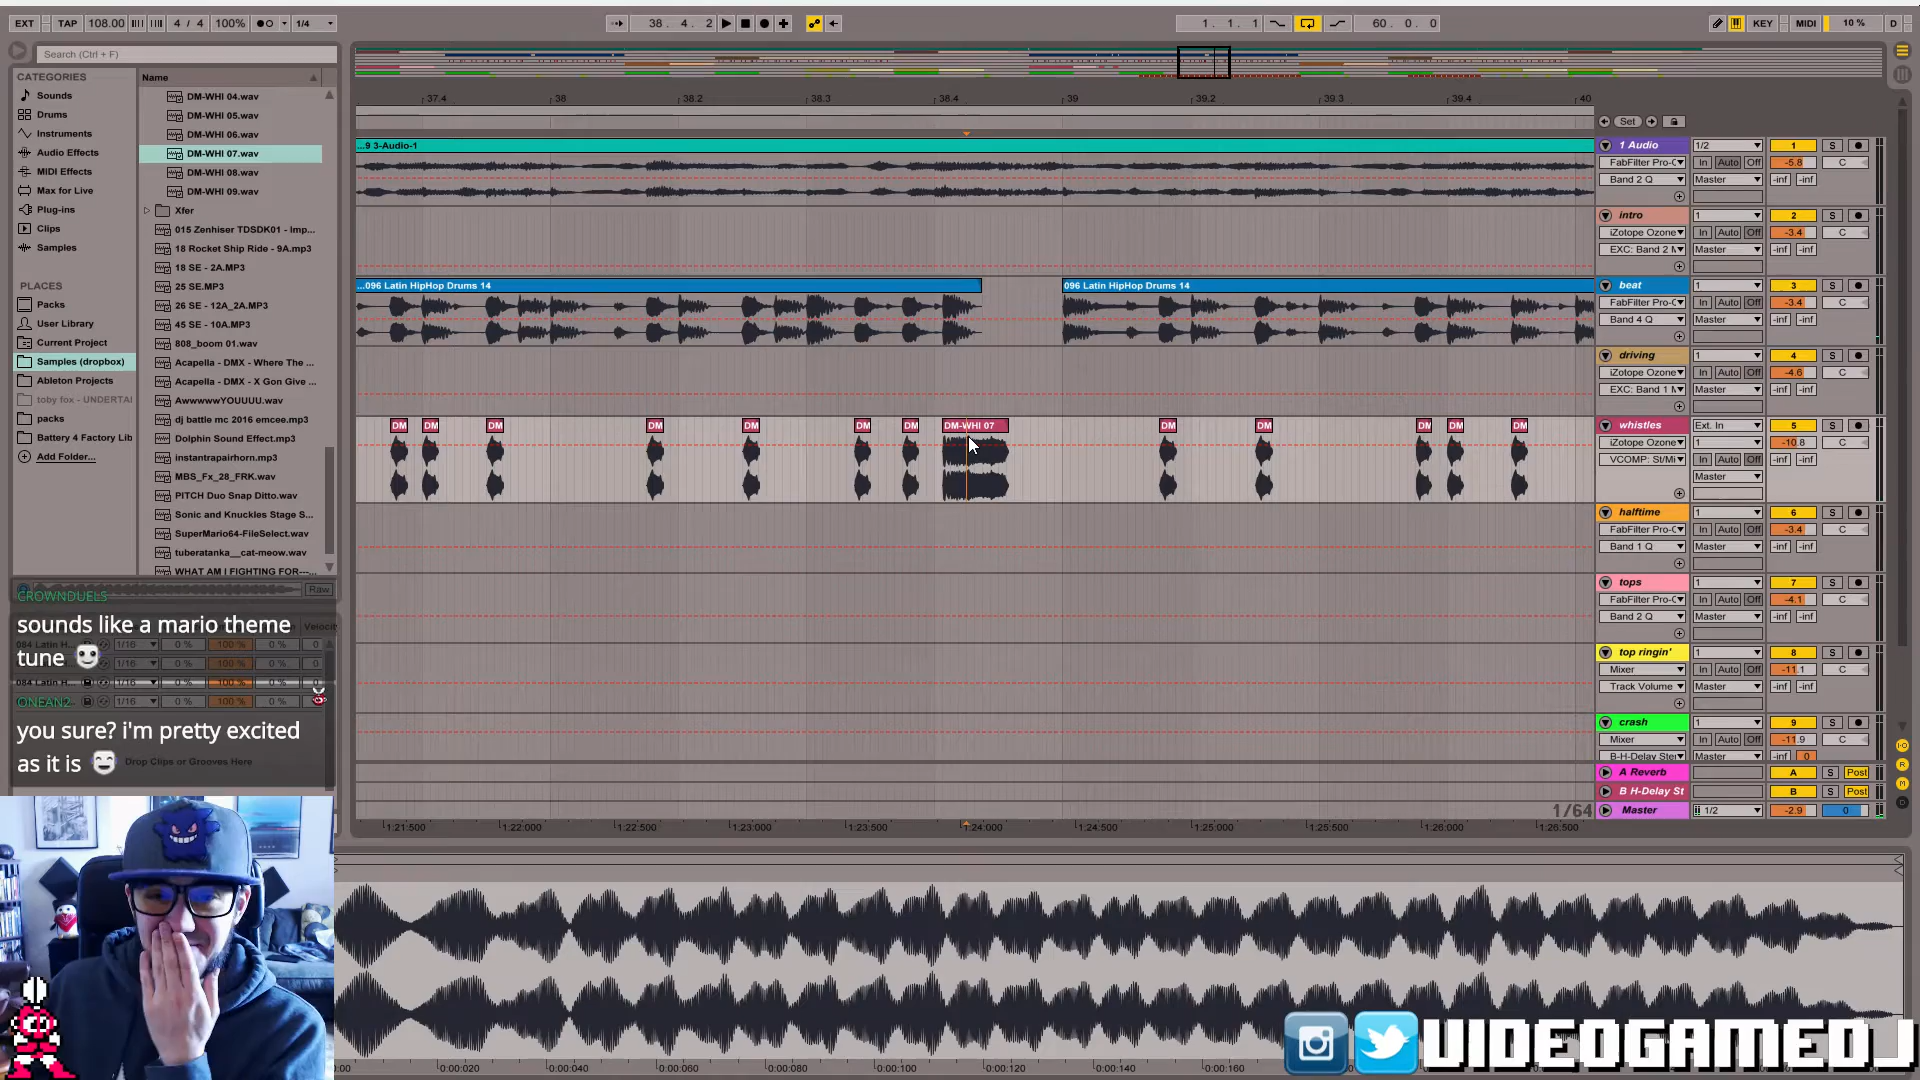 EXT TAP 108.00 4 / 4 100% 1/4 38. 4. 2 1. 1. 1 60. 0. 0 KEY MIDI 10 % D
Search (Ctrl + F)
CATEGORIES
Sounds
Drums
Instruments
Audio Effects
MIDI Effects
Max for Live
Plug-ins
Clips
Samples
PLACES
Packs
User Library
Current Project
Samples (dropbox)
Ableton Projects
toby fox - UNDERTAI
packs
Battery 4 Factory Lib
Add Folder...
Name
DM-WHI 04.wav
DM-WHI 05.wav
DM-WHI 06.wav
DM-WHI 07.wav
DM-WHI 08.wav
DM-WHI 09.wav
Xfer
015 Zenhiser TDSDK01 - Imp...
18 Rocket Ship Ride - 9A.mp3
18 SE - 2A.MP3
25 SE.MP3
26 SE - 12A_2A.MP3
45 SE - 10A.MP3
808_boom 01.wav
Acapella - DMX - Where The ...
Acapella - DMX - X Gon Give ...
AwwwwwYOUUUU.wav
dj battle mc 2016 emcee.mp3
Dolphin Sound Effect.mp3
instantrapairhorn.mp3
MBS_Fx_28_FRK.wav
PITCH Duo Snap Ditto.wav
Sonic and Knuckles Stage S...
SuperMario64-FileSelect.wav
tuberatanka__cat-meow.wav
WHAT AM I FIGHTING FOR---...
Raw
CROWNDUELS
sounds like a mario theme
tune
ONEAN2
you sure? i'm pretty excited
as it is
Drop Clips or Grooves Here
37.4 38 38.2 38.3 38.4 39 39.2 39.3 39.4 40
Set
...9 3-Audio-1
...096 Latin HipHop Drums 14
096 Latin HipHop Drums 14
DM DM DM DM DM DM DM DM-WHI 07 DM DM DM DM DM
1 Audio 1/2 1 S
FabFilter Pro-Q In Auto Off -5.8 C
Band 2 Q Master -inf -inf
intro 1 2 S
iZotope Ozone In Auto Off -3.4 C
EXC: Band 2 M Master -inf -inf
beat 1 3 S
FabFilter Pro-Q In Auto Off -3.4 C
Band 4 Q Master -inf -inf
driving 1 4 S
iZotope Ozone In Auto Off -4.6 C
EXC: Band 1 M Master -inf -inf
whistles Ext. In 5 S
iZotope Ozone 1 -10.8 C
VCOMP: St/Mi In Auto Off -inf -inf
Master
halftime 1 6 S
FabFilter Pro-Q In Auto Off -3.4 C
Band 1 Q Master -inf -inf
tops 1 7 S
FabFilter Pro-Q In Auto Off -4.1 C
Band 2 Q Master -inf -inf
top ringin' 1 8 S
Mixer In Auto Off -11.1 C
Track Volume Master -inf -inf
crash 1 9 S
Mixer In Auto Off -11.9 C
B-H-Delay Ster Master -inf 0
A Reverb A S Post
B H-Delay St B S Post
Master 1/2 -2.9 0
1/64
1:21:500 1:22:000 1:22:500 1:23:000 1:23:500 1:24:000 1:24:500 1:25:000 1:25:500 1:26:000 1:26:500
0:00:020 0:00:040 0:00:060 0:00:080 0:00:100 0:00:120 0:00:160
VIDEOGAMEDJ